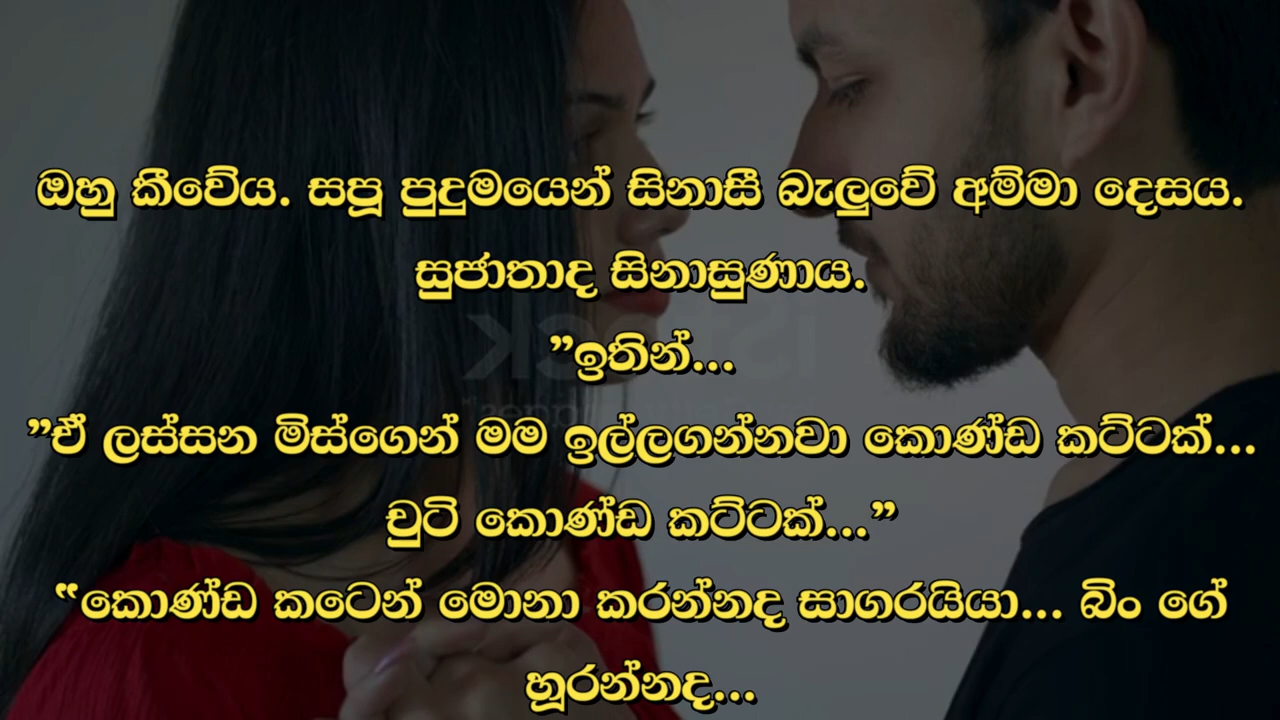 ඔහු කීවේය. සපූ පුදුමයෙන් සිනාසී බැලුවේ අම්මා දෙසය.
සුජාතාද සිනාසුණාය.
”ඉතින්...
”ඒ ලස්සන මිස්ගෙන් මම ඉල්ලගන්නවා කොණ්ඩ කට්ටක්...
චුටි කොණ්ඩ කට්ටක්...”
“කොණ්ඩ කටෙන් මොනා කරන්නද සාගරයියා... බිං ගේ
හූරන්නද...